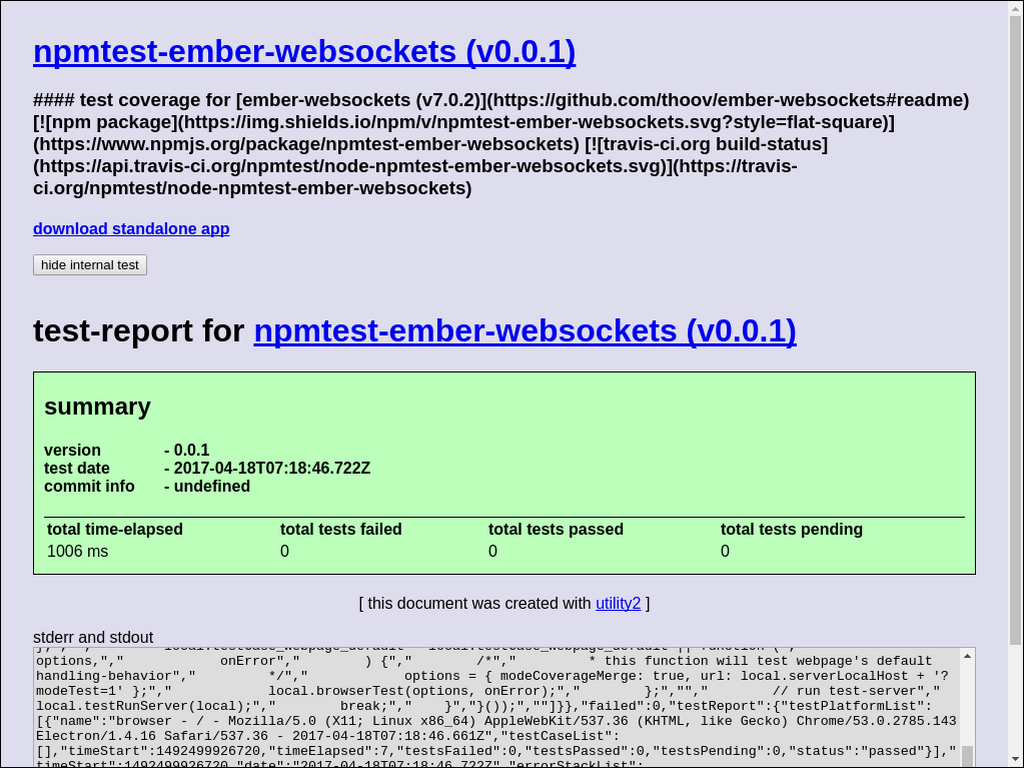 npmtest-ember-websockets (v0.0.1)
#### test coverage for [ember-websockets (v7.0.2)](https://github.com/thoov/ember-websockets#readme)
[![npm package](https://img.shields.io/npm/v/npmtest-ember-websockets.svg?style=flat-square)]
(https://www.npmjs.org/package/npmtest-ember-websockets) [![travis-ci.org build-status]
(https://api.travis-ci.org/npmtest/node-npmtest-ember-websockets.svg)](https://travis-
ci.org/npmtest/node-npmtest-ember-websockets)
download standalone app
hide internal test
test-report for npmtest-ember-websockets (v0.0.1)
summary
version - 0.0.1
test date - 2017-04-18T07:18:46.722Z
commit info - undefined
total time-elapsed total tests failed total tests passed total tests pending
1006 ms 0 0 0
[ this document was created with utility2 ]
stderr and stdout
local.testCase_webpage_default = local.testCase_webpage_default || function (","
options,"," onError"," ) {"," /*"," * this function will test webpage's default
handling-behavior"," */"," options = { modeCoverageMerge: true, url: local.serverLocalHost + '?
modeTest=1' };"," local.browserTest(options, onError);"," };",""," // run test-server","
local.testRunServer(local);"," break;"," }","}());",""]}},"failed":0,"testReport":{"testPlatformList":
[{"name":"browser - / - Mozilla/5.0 (X11; Linux x86_64) AppleWebKit/537.36 (KHTML, like Gecko) Chrome/53.0.2785.143
Electron/1.4.16 Safari/537.36 - 2017-04-18T07:18:46.661Z","testCaseList":
[],"timeStart":1492499926720,"timeElapsed":7,"testsFailed":0,"testsPassed":0,"testsPending":0,"status":"passed"}],"
timeStart":1492499926720,"date":"2017-04-18T07:18:46.722Z","errorStackList":